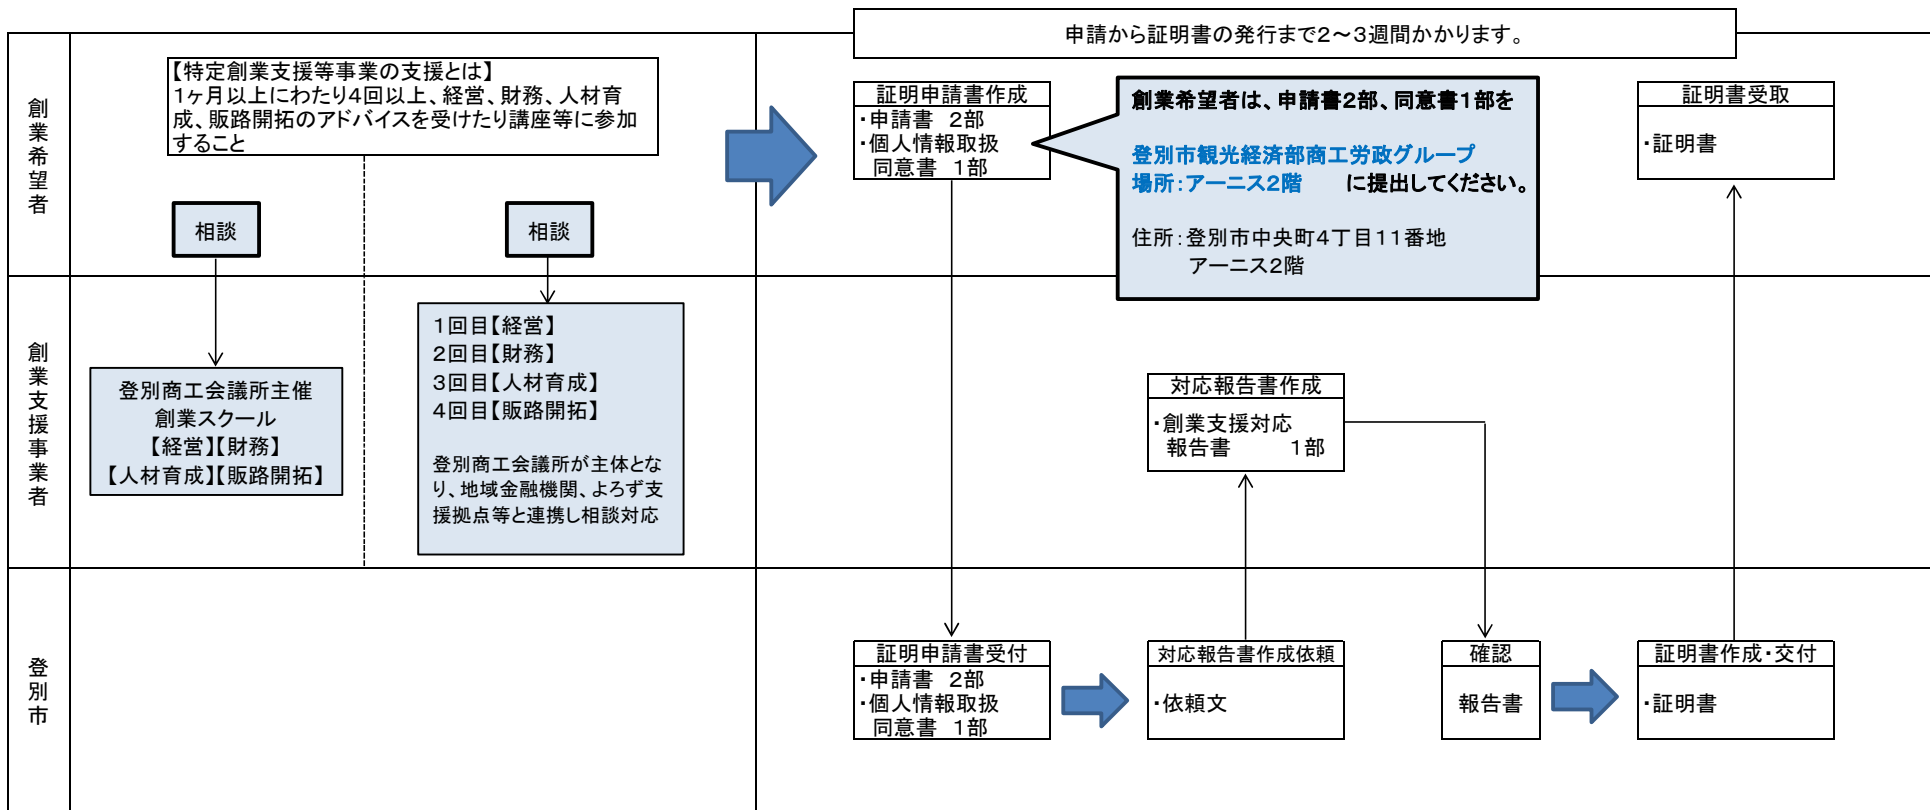 申請から証明書の発行まで2～3週間かかります。
創業希望者
【特定創業支援等事業の支援とは】
1ヶ月以上にわたり4回以上、経営、財務、人材育
成、販路開拓のアドバイスを受けたり講座等に参加
すること
相談
相談
証明申請書作成
・申請書　2部
・個人情報取扱
同意書　1部
創業希望者は、申請書2部、同意書1部を
登別市観光経済部商工労政グループ
場所：アーニス2階　　に提出してください。
住所：登別市中央町4丁目11番地
アーニス2階
証明書受取
・証明書
創業支援事業者
登別商工会議所主催
創業スクール
【経営】【財務】
【人材育成】【販路開拓】
1回目【経営】
2回目【財務】
3回目【人材育成】
4回目【販路開拓】
登別商工会議所が主体とな
り、地域金融機関、よろず支
援拠点等と連携し相談対応
対応報告書作成
・創業支援対応
報告書　　　1部
登別市
証明申請書受付
・申請書　2部
・個人情報取扱
同意書　1部
対応報告書作成依頼
・依頼文
確認
報告書
証明書作成・交付
・証明書